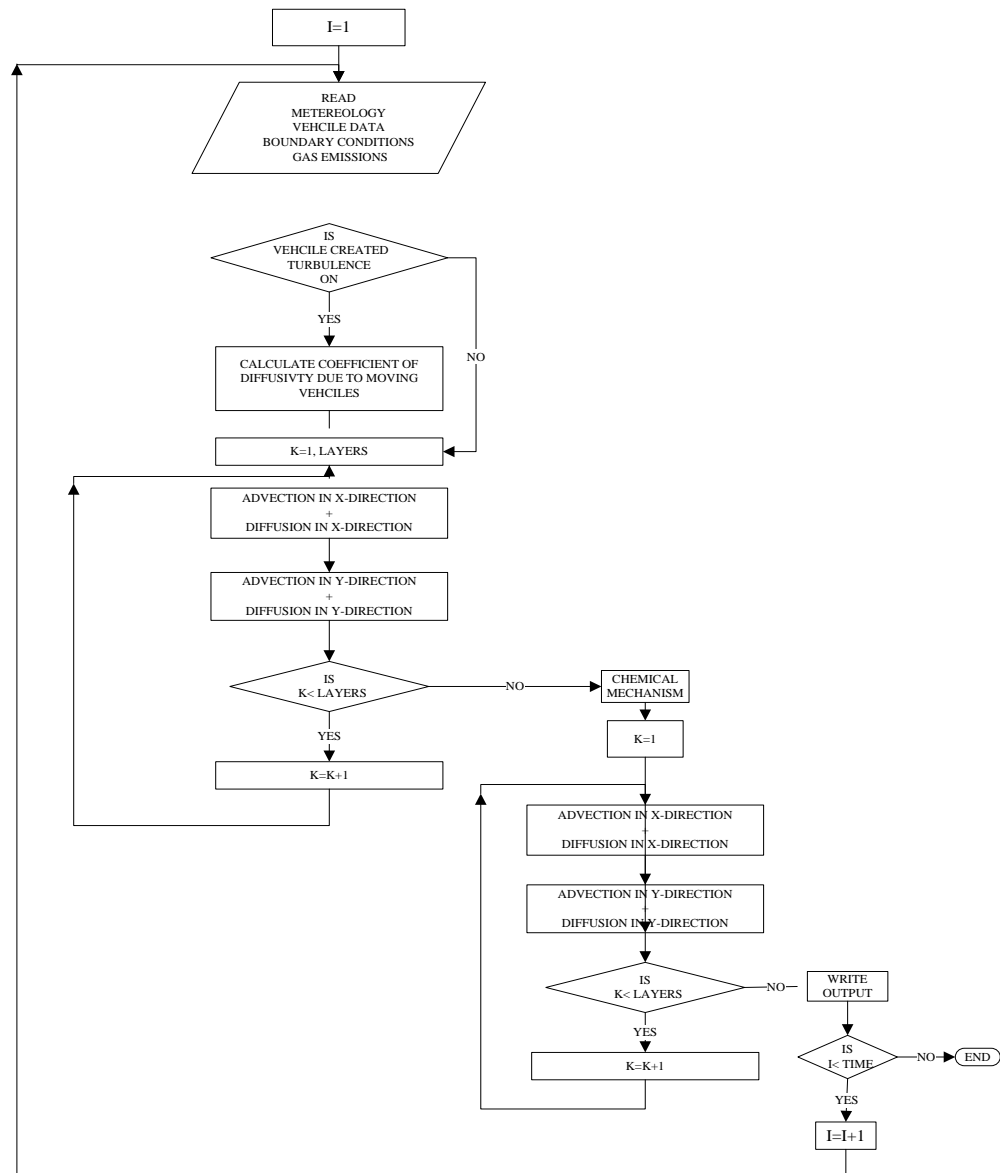 I=1
READ
METEREOLOGY
VEHCILE DATA
BOUNDARY CONDITIONS
GAS EMISSIONS
IS
VEHCILE CREATED
TURBULENCE
ON
YES
NO
CALCULATE COEFFICIENT OF
DIFFUSIVTY DUE TO MOVING
VEHCILES
K=1, LAYERS
ADVECTION IN X-DIRECTION
+
DIFFUSION IN X-DIRECTION
ADVECTION IN Y-DIRECTION
+
DIFFUSION IN Y-DIRECTION
IS
K< LAYERS
NO
YES
K=K+1
CHEMICAL
MECHANISM
K=1
ADVECTION IN X-DIRECTION
+
DIFFUSION IN X-DIRECTION
ADVECTION IN Y-DIRECTION
+
DIFFUSION IN Y-DIRECTION
IS
K< LAYERS
NO
YES
K=K+1
WRITE
OUTPUT
IS
I< TIME
NO
END
YES
I=I+1